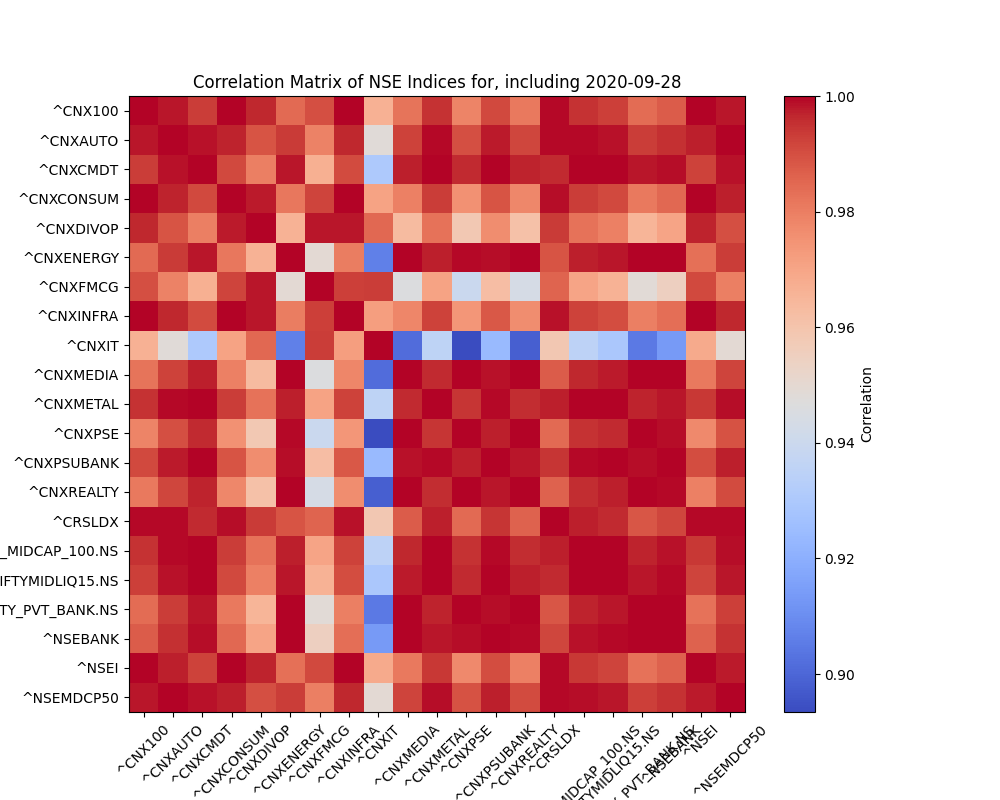 Correlation Matrix of NSE Indices for, including 2020-09-28
^CNX100
^CNXAUTO
^CNXCMDT
^CNXCONSUM
^CNXDIVOP
^CNXENERGY
^CNXFMCG
^CNXINFRA
^CNXIT
^CNXMEDIA
^CNXMETAL
^CNXPSE
^CNXPSUBANK
^CNXREALTY
^CRSLDX
_MIDCAP_100.NS
IFTYMIDLIQ15.NS
TY_PVT_BANK.NS
^NSEBANK
^NSEI
^NSEMDCP50
^CNX100
^CNXAUTO
^CNXCMDT
^CNXCONSUM
^CNXDIVOP
^CNXENERGY
^CNXFMCG
^CNXINFRA
^CNXIT
^CNXMEDIA
^CNXMETAL
^CNXPSE
^CNXPSUBANK
^CNXREALTY
^CRSLDX
MIDCAP_100.NS
TYMIDLIQ15.NS
PVT_BANK.NS
^NSEBANK
^NSEI
^NSEMDCP50
1.00
0.98
0.96
0.94
0.92
0.90
Correlation